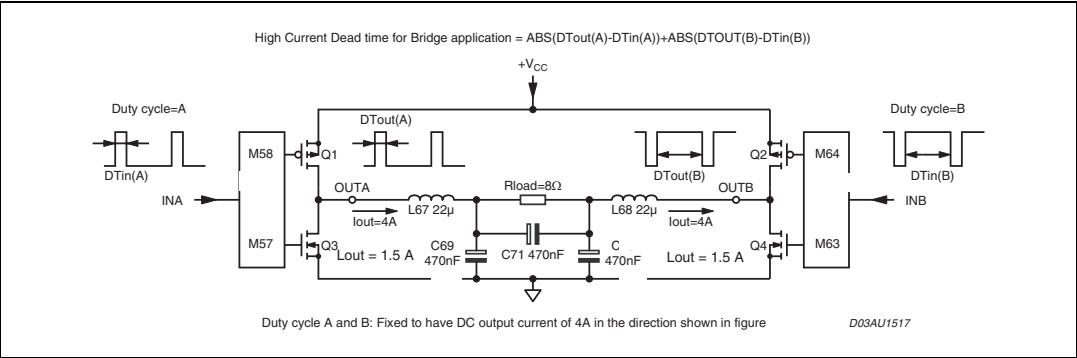 High Current Dead time for Bridge application = ABS(DTout(A)-DTin(A))+ABS(DTOUT(B)-DTin(B))
+VCC
Duty cycle=A
Duty cycle=B
DTout(A)
M58
Q1
Q2
M64
DTin(A)
DTout(B)
DTin(B)
OUTA
Rload=8Ω
OUTB
INA
INB
L67 22µ
L68 22µ
Iout=4A
Iout=4A
M57
Q3
Q4
M63
Lout = 1.5 A
C69
470nF
C71 470nF
C
470nF
Lout = 1.5 A
Duty cycle A and B: Fixed to have DC output current of 4A in the direction shown in figure
D03AU1517